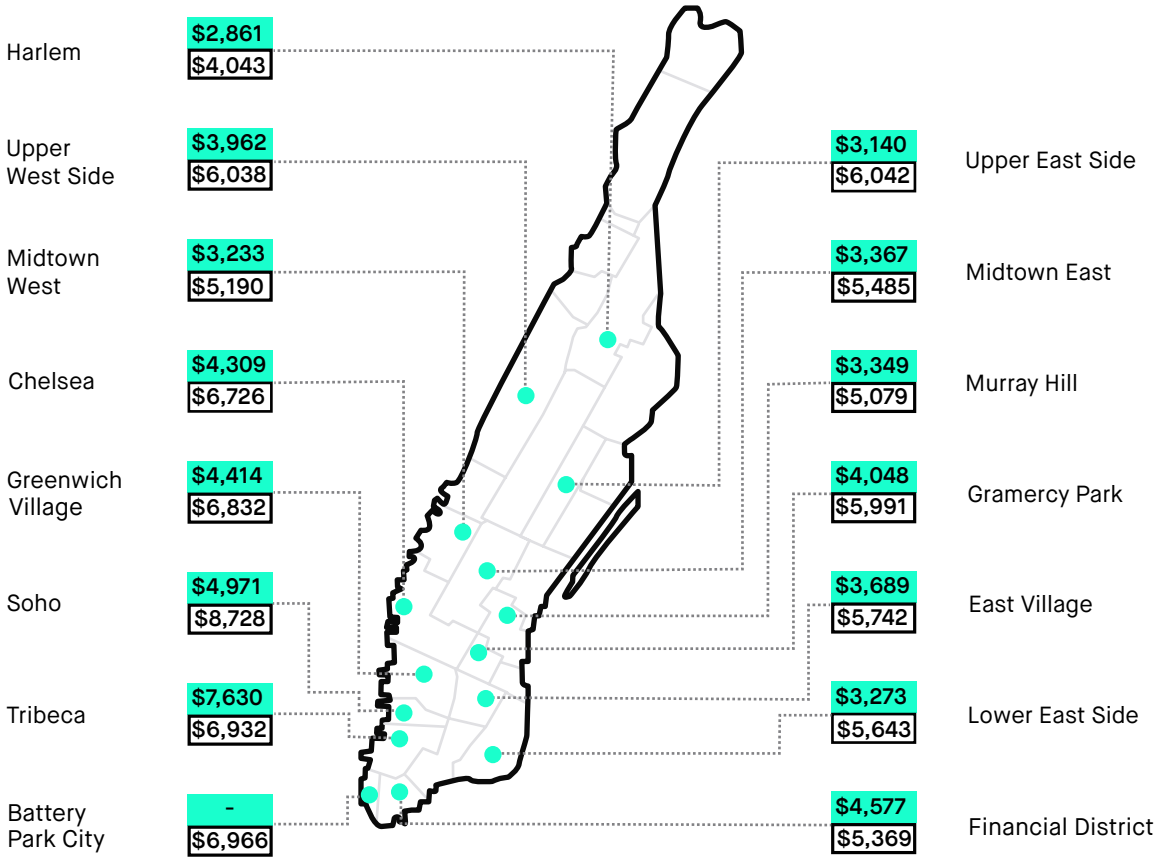 Harlem
$2,861
$4,043
Upper
West Side
$3,962
$6,038
Midtown
West
$3,233
$5,190
Chelsea
$4,309
$6,726
Greenwich
Village
$4,414
$6,832
Soho
$4,971
$8,728
Tribeca
$7,630
$6,932
Battery
Park City
-
$6,966
$3,140
$6,042
Upper East Side
$3,367
$5,485
Midtown East
$3,349
$5,079
Murray Hill
$4,048
$5,991
Gramercy Park
$3,689
$5,742
East Village
$3,273
$5,643
Lower East Side
$4,577
$5,369
Financial District